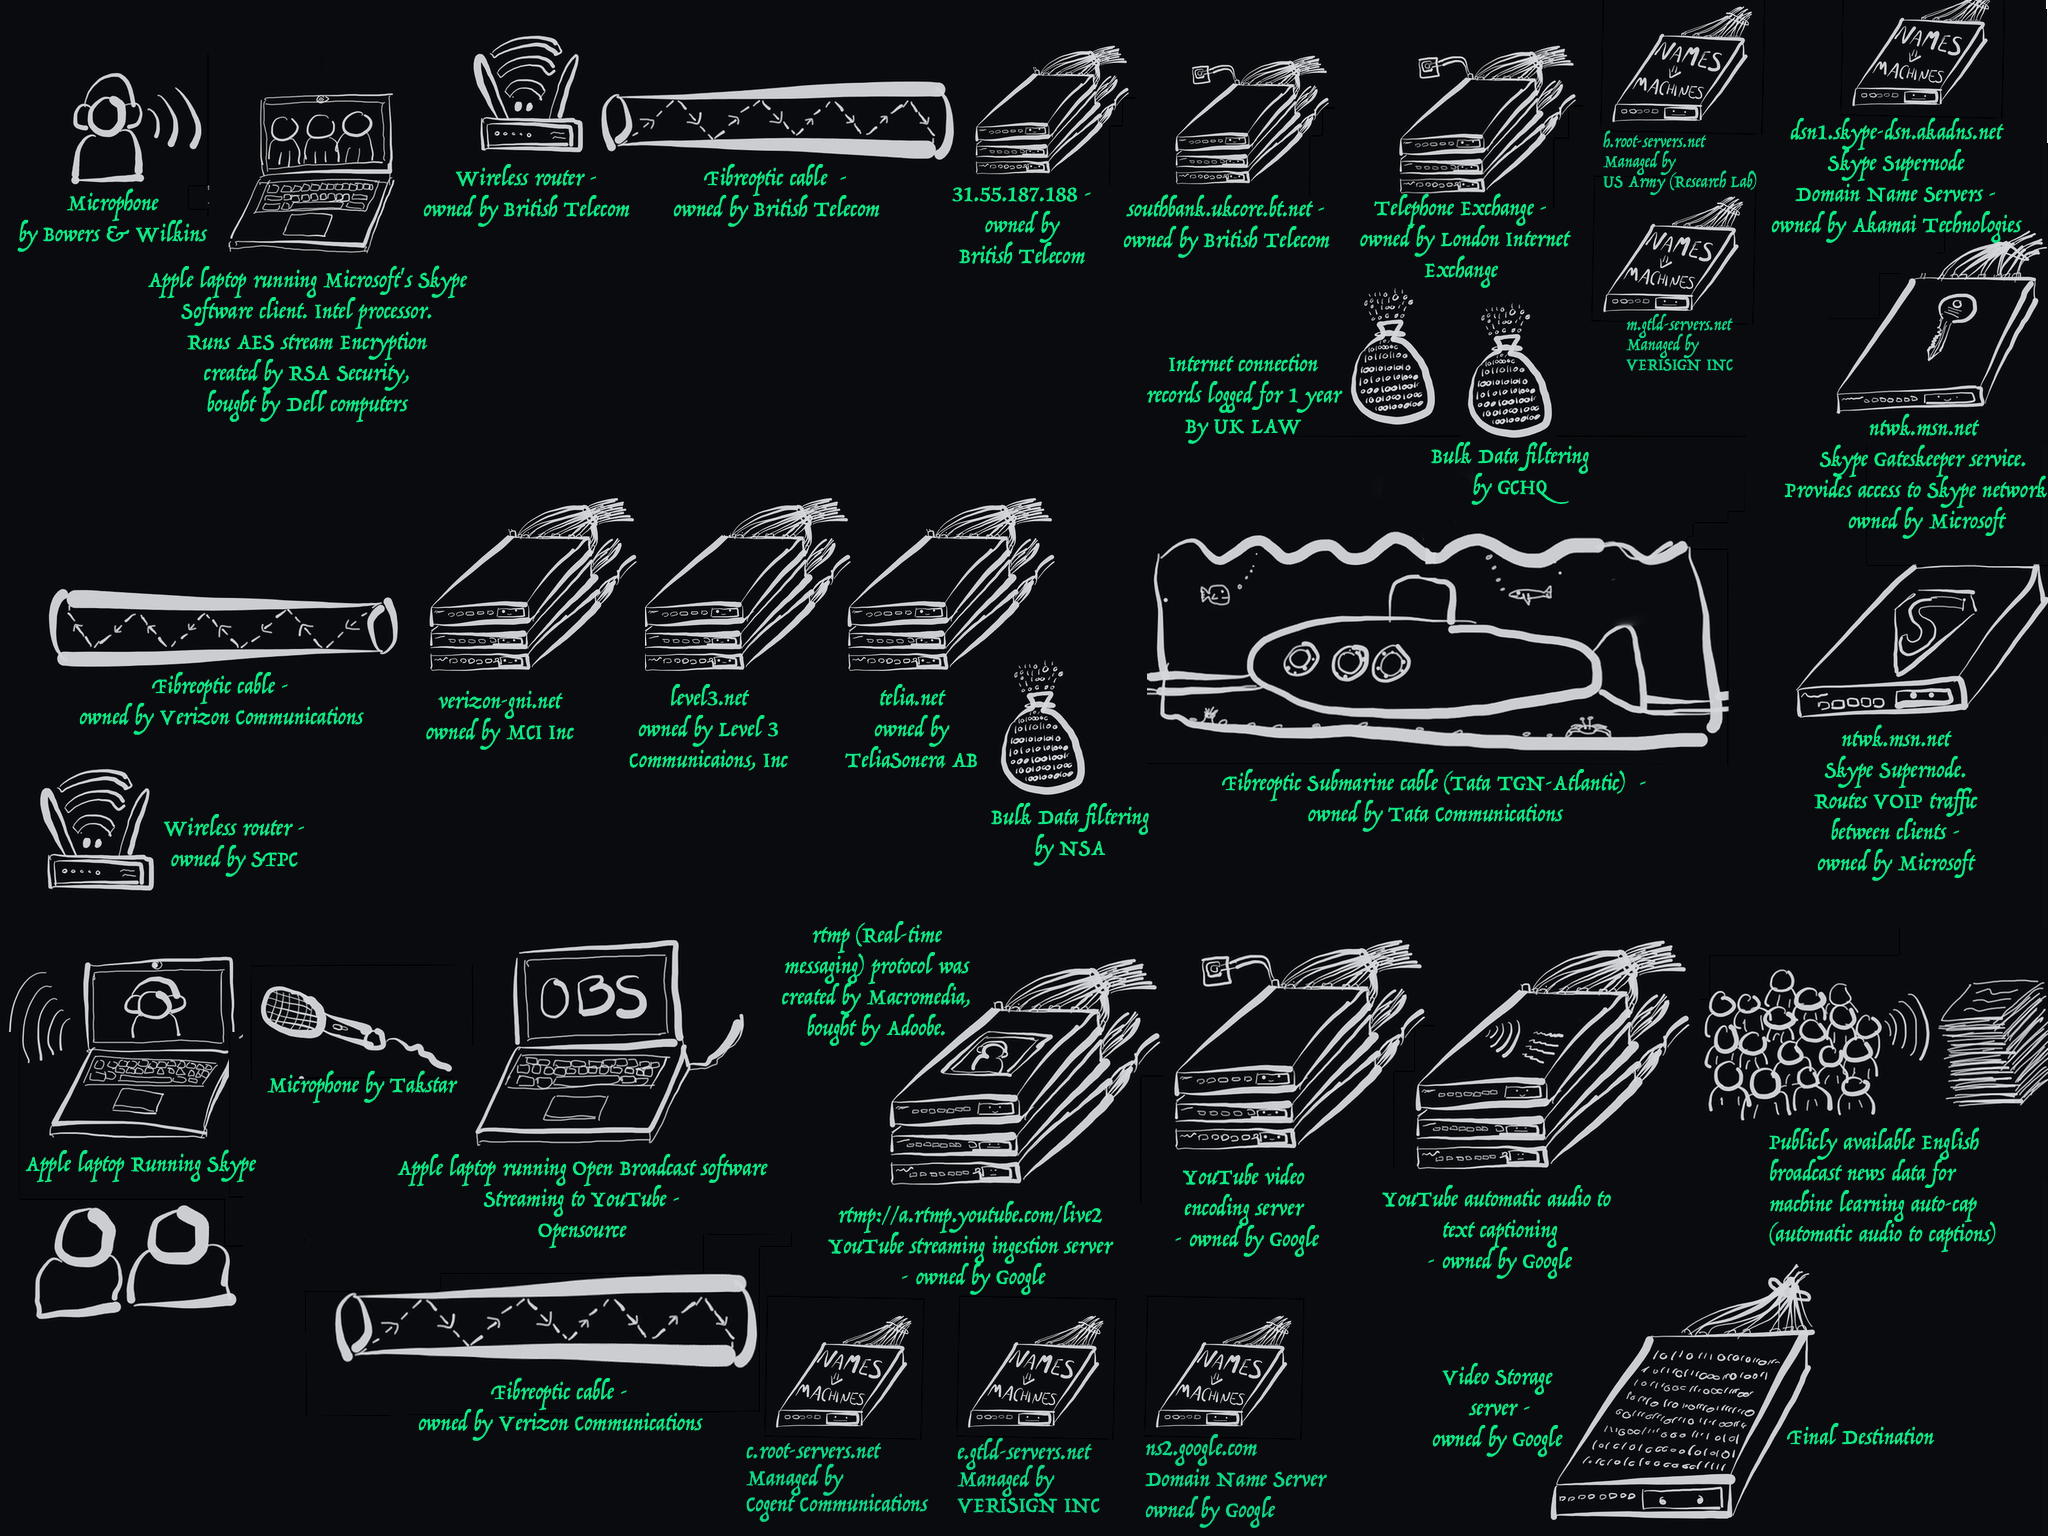 Microphone
by Bowers & Wilkins
Apple laptop running Microsoft's Skype
Software client. Intel processor.
Runs AES stream Encryption
created by RSA Security,
bought by Dell computers
Wireless router -
owned by British Telecom
Fibreoptic cable -
owned by British Telecom
31.55.187.188 -
owned by
British Telecom
southbank.ukcore.bt.net -
owned by British Telecom
Telephone Exchange -
owned by London Internet
Exchange
NAMES
MACHINES
h.root-servers.net
Managed by
US Army (Research Lab)
NAMES
MACHINES
m.gtld-servers.net
Managed by
VERISIGN INC
NAMES
MACHINES
dsn1.skype-dsn.akadns.net
Skype Supernode
Domain Name Servers -
owned by Akamai Technologies
Internet connection
records logged for 1 year
By UK LAW
Bulk Data filtering
by GCHQ
ntwk.msn.net
Skype Gateskeeper service.
Provides access to Skype network
owned by Microsoft
S
ntwk.msn.net
Skype Supernode.
Routes VOIP traffic
between clients -
owned by Microsoft
Fibreoptic Submarine cable (Tata TGN-Atlantic) -
owned by Tata Communications
Bulk Data filtering
by NSA
telia.net
owned by
TeliaSonera AB
level3.net
owned by Level 3
Communicaions, Inc
verizon-gni.net
owned by MCI Inc
Fibreoptic cable -
owned by Verizon Communications
Wireless router -
owned by SFPC
Apple laptop Running Skype
Microphone by Takstar
OBS
Apple laptop running Open Broadcast software
Streaming to YouTube -
Opensource
Fibreoptic cable -
owned by Verizon Communications
NAMES
MACHINES
c.root-servers.net
Managed by
Cogent Communications
NAMES
MACHINES
e.gtld-servers.net
Managed by
VERISIGN INC
NAMES
MACHINES
ns2.google.com
Domain Name Server
owned by Google
rtmp (Real-time
messaging) protocol was
created by Macromedia,
bought by Adoobe.
rtmp://a.rtmp.youtube.com/live2
YouTube streaming ingestion server
- owned by Google
YouTube video
encoding server
- owned by Google
YouTube automatic audio to
text captioning
- owned by Google
Publicly available English
broadcast news data for
machine learning auto-cap
(automatic audio to captions)
Video Storage
server -
owned by Google
Final Destination